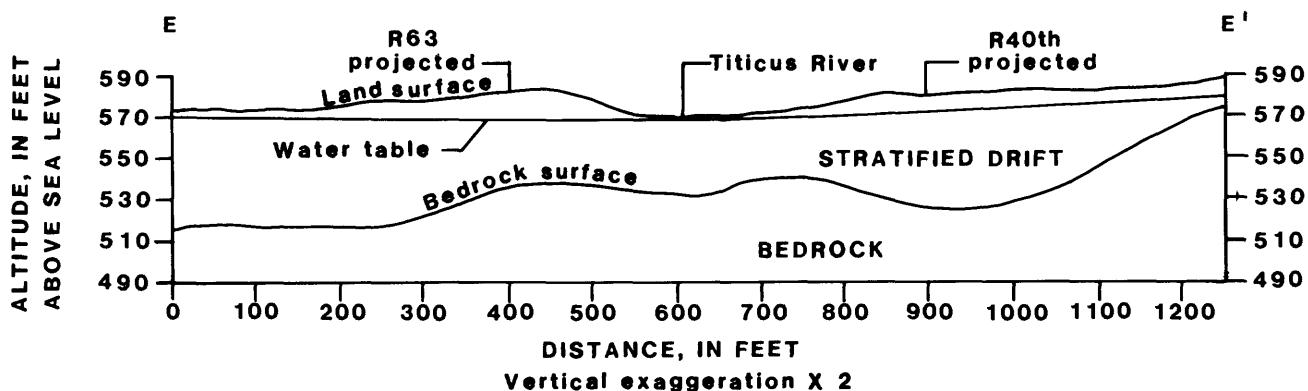 E
E'
R63
projected
Titicus River
R40th
projected
ALTITUDE, IN FEET
ABOVE SEA LEVEL
590
570
550
530
510
490
Land surface
Water table
Bedrock surface
STRATIFIED DRIFT
BEDROCK
590
570
550
530
510
490
0 100 200 300 400 500 600 700 800 900 1000 1100 1200
DISTANCE, IN FEET
Vertical exaggeration X 2